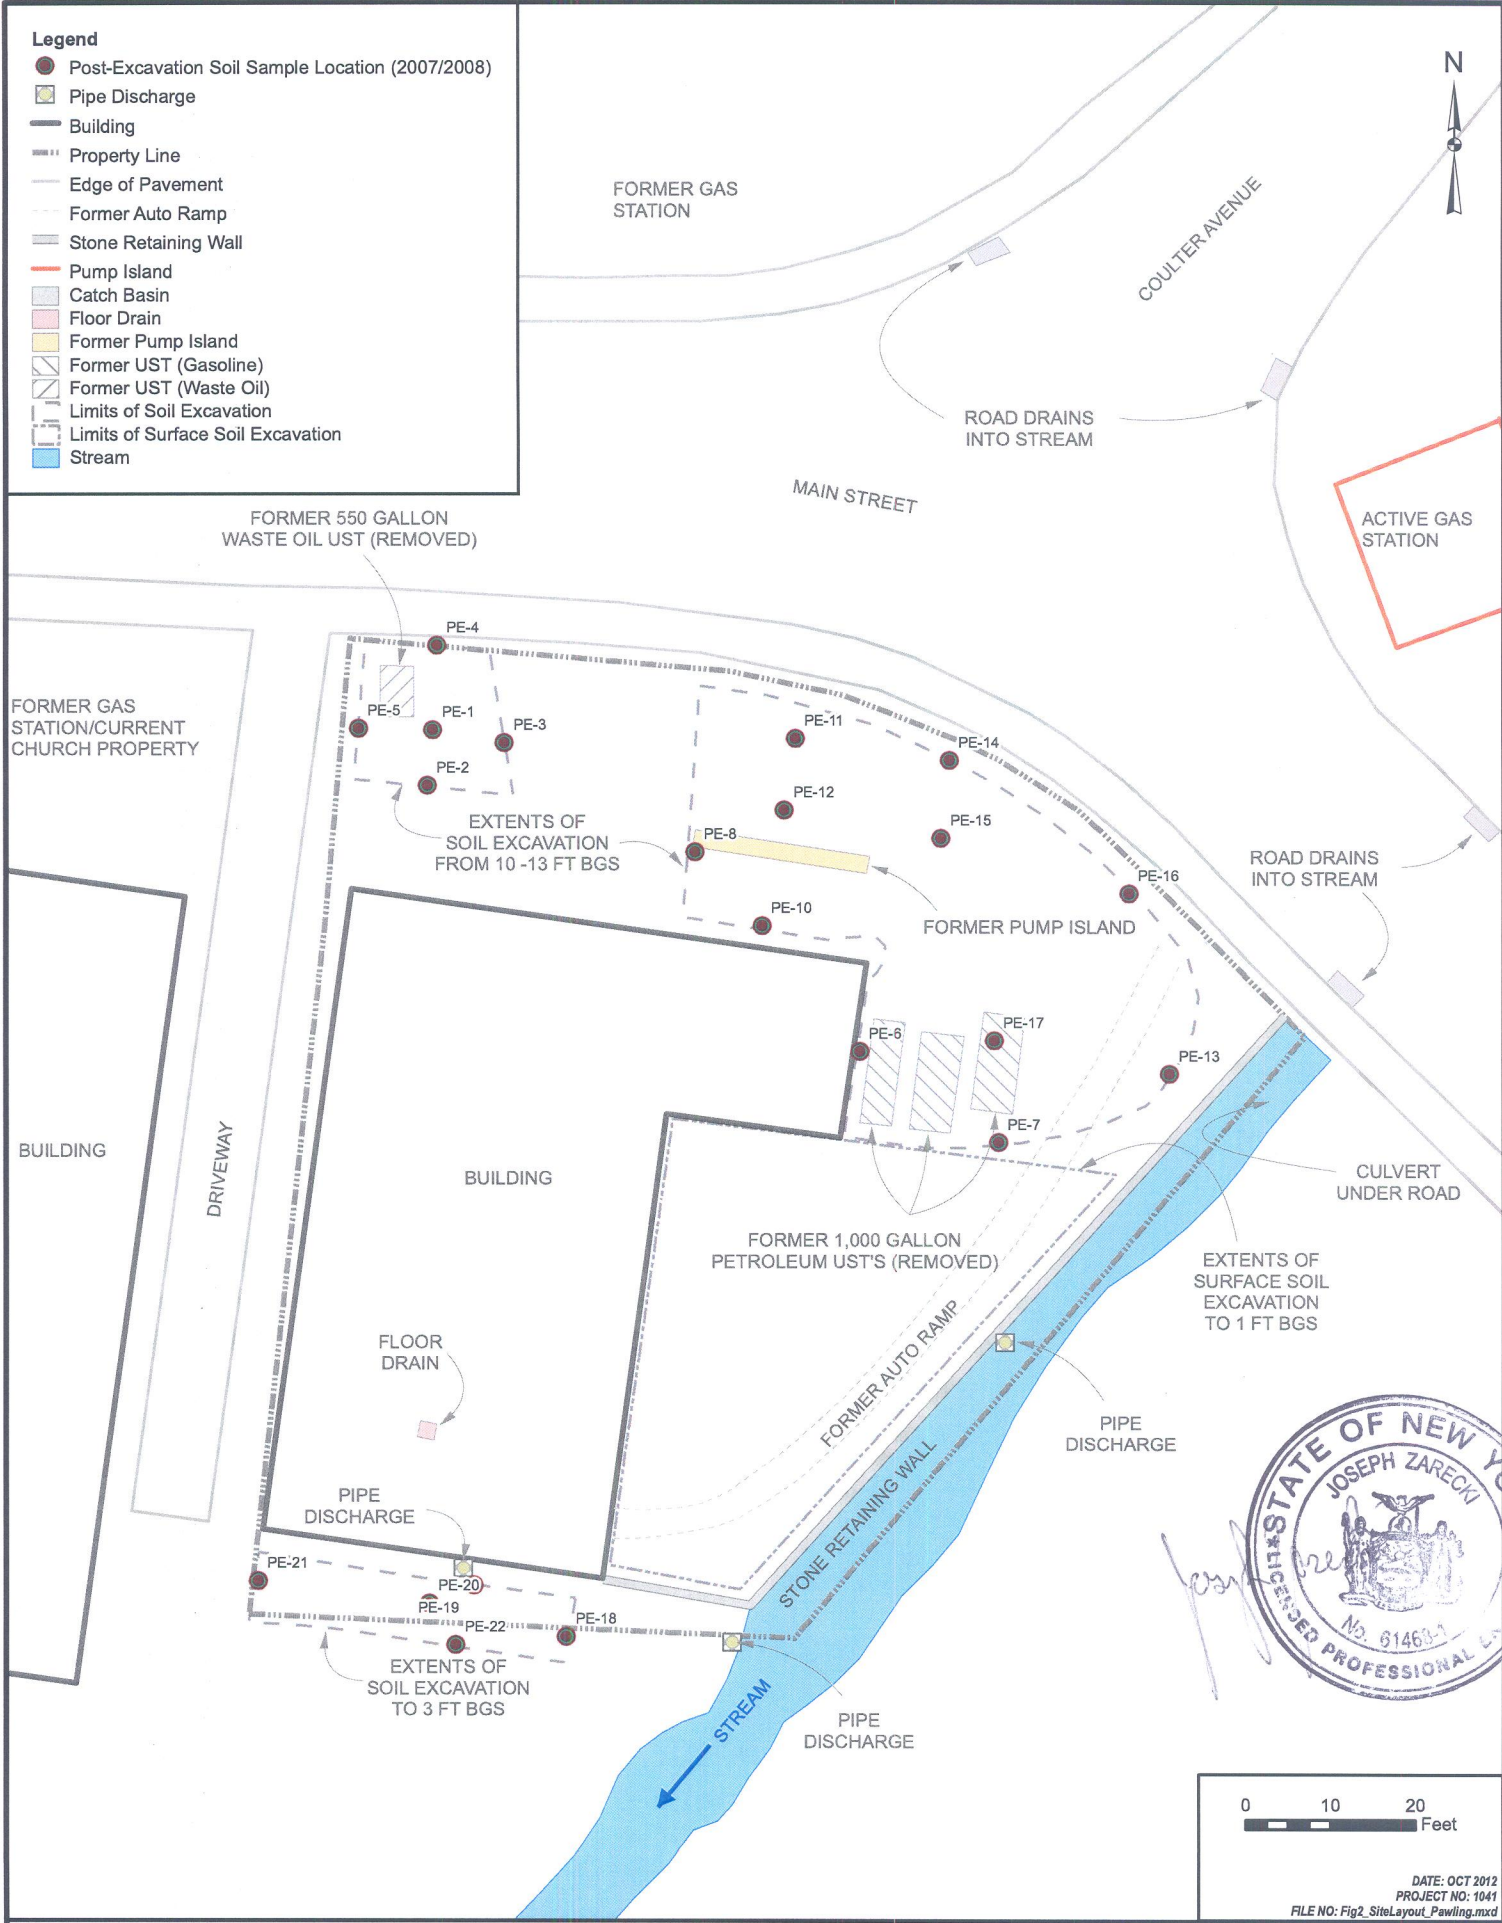 Legend
Post-Excavation Soil Sample Location (2007/2008)
Pipe Discharge
Building
Property Line
Edge of Pavement
Former Auto Ramp
Stone Retaining Wall
Pump Island
Catch Basin
Floor Drain
Former Pump Island
Former UST (Gasoline)
Former UST (Waste Oil)
Limits of Soil Excavation
Limits of Surface Soil Excavation
Stream
N
FORMER GAS
STATION
COULTER AVENUE
ROAD DRAINS
INTO STREAM
MAIN STREET
ACTIVE GAS
STATION
FORMER 550 GALLON
WASTE OIL UST (REMOVED)
PE-4
FORMER GAS
STATION/CURRENT
CHURCH PROPERTY
PE-5
PE-1
PE-3
PE-2
PE-11
PE-14
PE-12
PE-15
PE-8
EXTENTS OF
SOIL EXCAVATION
FROM 10 -13 FT BGS
PE-16
ROAD DRAINS
INTO STREAM
PE-10
FORMER PUMP ISLAND
PE-6
PE-17
PE-13
PE-7
BUILDING
DRIVEWAY
BUILDING
CULVERT
UNDER ROAD
FORMER 1,000 GALLON
PETROLEUM UST'S (REMOVED)
EXTENTS OF
SURFACE SOIL
EXCAVATION
TO 1 FT BGS
FLOOR
DRAIN
FORMER AUTO RAMP
PIPE
DISCHARGE
STONE RETAINING WALL
PIPE
DISCHARGE
PE-21
PE-20
PE-19
PE-22
PE-18
EXTENTS OF
SOIL EXCAVATION
TO 3 FT BGS
STREAM
PIPE
DISCHARGE
STATE OF NEW
JOSEPH ZARECKI
LICENSED PROFESSIONAL
0 10 20
Feet
DATE: OCT 2012
PROJECT NO: 1041
FILE NO: Fig2_SiteLayout_Pawling.mxd